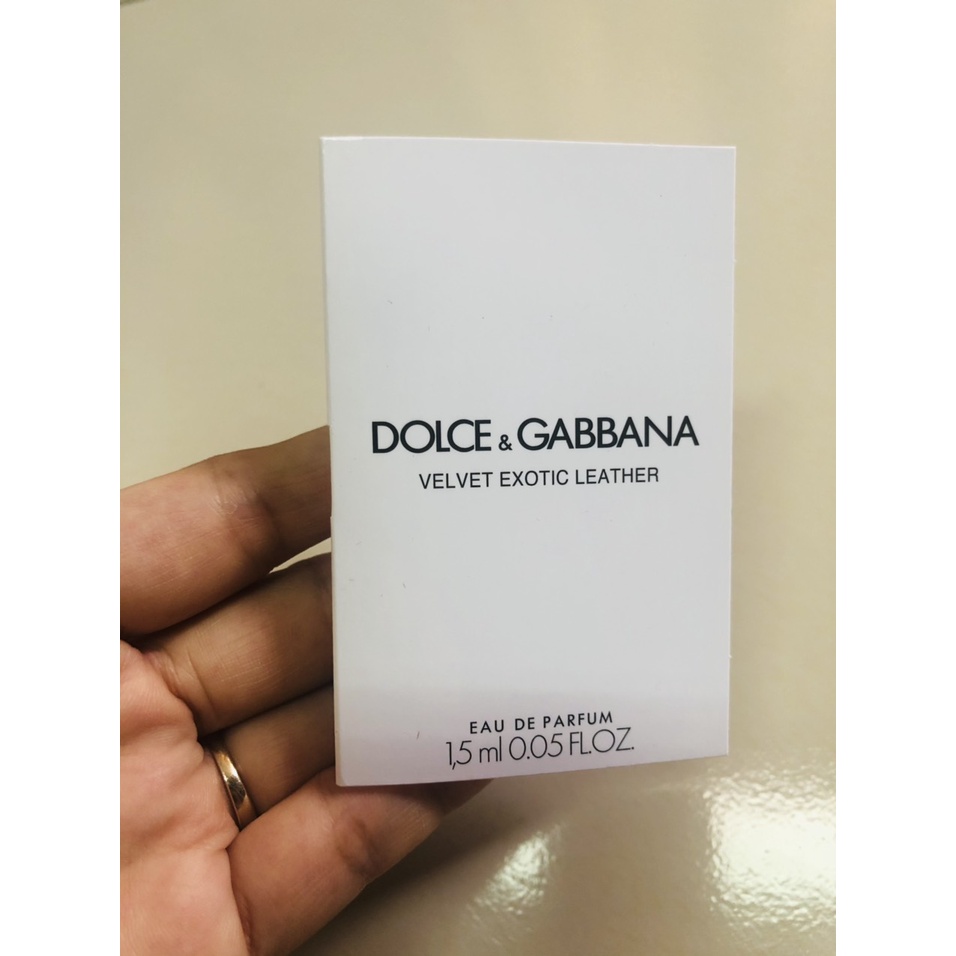 DOLCE & GABBANA
VELVET EXOTIC LEATHER
EAU DE PARFUM
1,5 ml 0.05 FL.OZ.